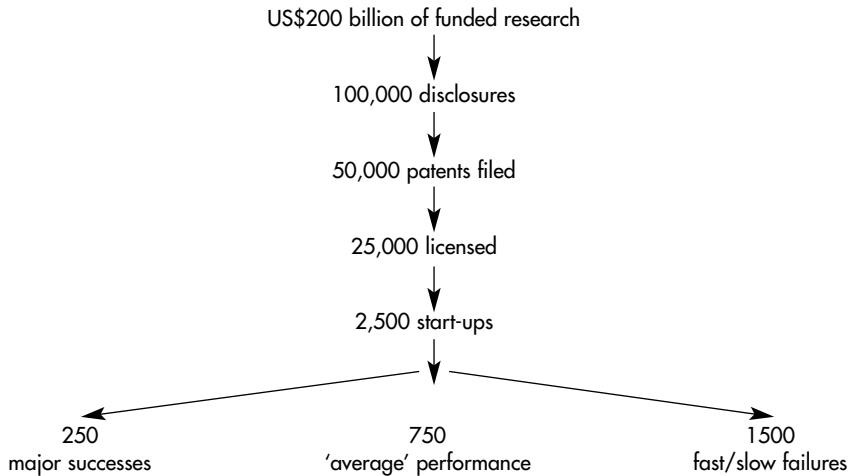 US$200 billion of funded research
100,000 disclosures
50,000 patents filed
25,000 licensed
2,500 start-ups
250
major successes
750
‘average’ performance
1500
fast/slow failures